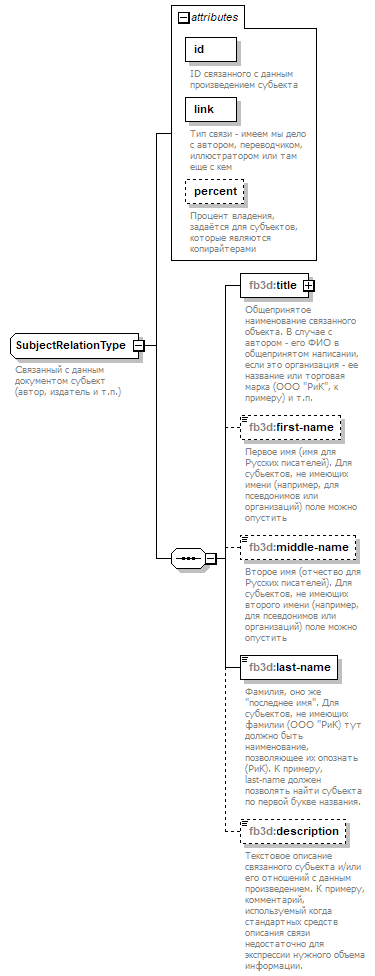 attributes
id
ID связанного с данным
произведением субъекта
link
Тип связи - имеем мы дело
с автором, переводчиком,
иллюстратором или там
еще с кем
percent
Процент владения,
задаётся для субъектов,
которые являются
копирайтерами
SubjectRelationType
Связанный с данным
документом субъект
(автор, издатель и т.п.)
fb3d:title
Общепринятое
наименование связанного
объекта. В случае с
автором - его ФИО в
общепринятом написании,
если это организация - ее
название или торговая
марка (ООО "РиК", к
примеру) и т.п.
fb3d:first-name
Первое имя (имя для
Русских писателей). Для
субъектов, не имеющих
имени (например, для
псевдонимов или
организаций) поле можно
опустить
fb3d:middle-name
Второе имя (отчество для
Русских писателей). Для
субъектов, не имеющих
второго имени (например,
для псевдонимов или
организаций) поле можно
опустить
fb3d:last-name
Фамилия, оно же
"последнее имя". Для
субъектов, не имеющих
фамилии (ООО "РиК) тут
должно быть
наименование,
позволяющее их опознать
(РиК). К примеру,
last-name должен
позволять найти субъекта
по первой букве названия.
fb3d:description
Текстовое описание
связанного субъекта и/или
его отношений с данным
произведением. К примеру,
комментарий,
используемый когда
стандартных средств
описания связи
недостаточно для
экспрессии нужного объема
информации.